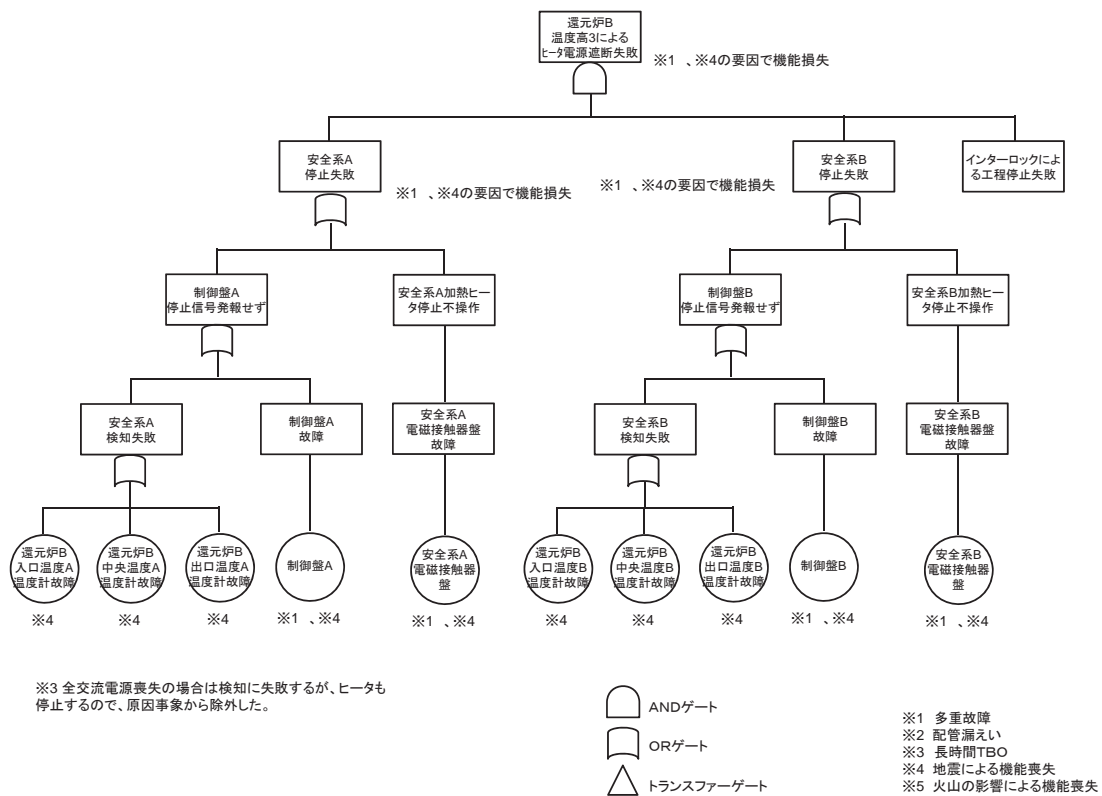 還元炉B
温度高3による
ヒータ電源遮断失敗
※1 、※4の要因で機能損失
安全系A
停止失敗
※1 、※4の要因で機能損失
※1 、※4の要因で機能損失
安全系B
停止失敗
インターロックによ
る工程停止失敗
制御盤A
停止信号発報せず
安全系A加熱ヒー
タ停止不操作
制御盤B
停止信号発報せず
安全系B加熱ヒー
タ停止不操作
安全系A
検知失敗
制御盤A
故障
安全系A
電磁接触器盤
故障
安全系B
検知失敗
制御盤B
故障
安全系B
電磁接触器盤
故障
還元炉B
入口温度A
温度計故障
還元炉B
中央温度A
温度計故障
還元炉B
出口温度A
温度計故障
制御盤A
安全系A
電磁接触器
盤
還元炉B
入口温度B
温度計故障
還元炉B
中央温度B
温度計故障
還元炉B
出口温度B
温度計故障
制御盤B
安全系B
電磁接触器
盤
※4
※4
※4
※1 、※4
※1 、※4
※4
※4
※4
※1 、※4
※1 、※4
※3 全交流電源喪失の場合は検知に失敗するが、ヒータも
停止するので、原因事象から除外した。
ANDゲート
ORゲート
トランスファーゲート
※1 多重故障
※2 配管漏えい
※3 長時間TBO
※4 地震による機能喪失
※5 火山の影響による機能喪失